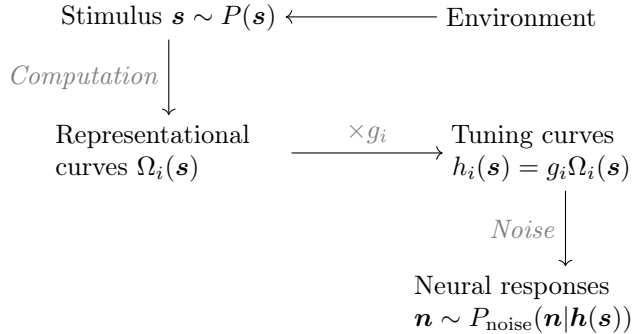 Stimulus s ∼ P(s)
Environment
Computation
Representational
curves Ωᵢ(s)
×gᵢ
Tuning curves
hᵢ(s) = gᵢΩᵢ(s)
Noise
Neural responses
n ∼ Pnoise(n|h(s))